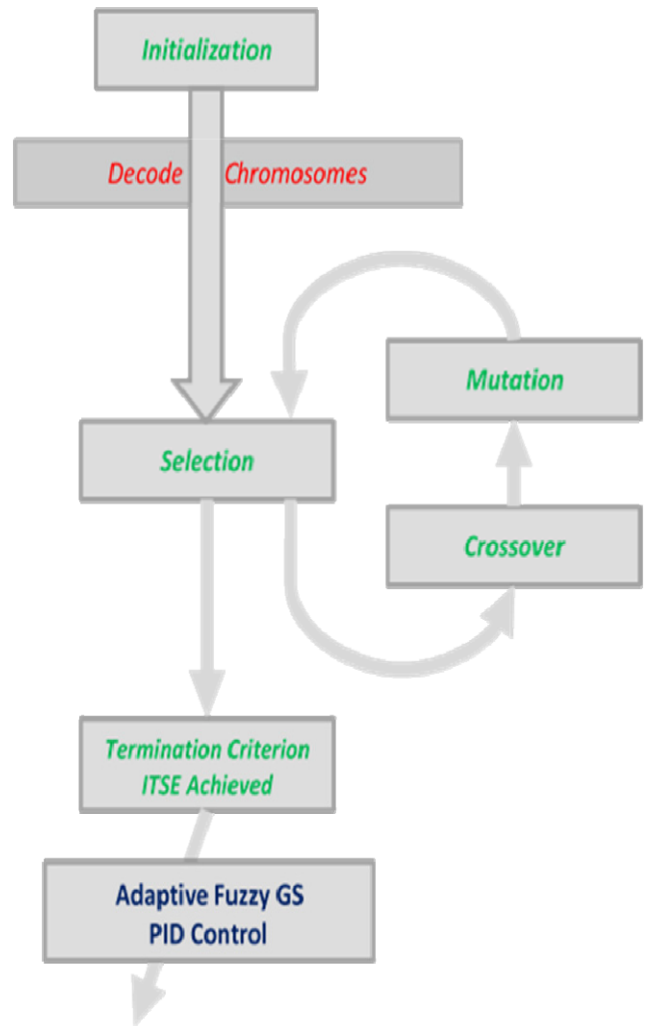 Initialization
Decode Chromosomes
Mutation
Selection
Crossover
Termination Criterion
ITSE Achieved
Adaptive Fuzzy GS
PID Control